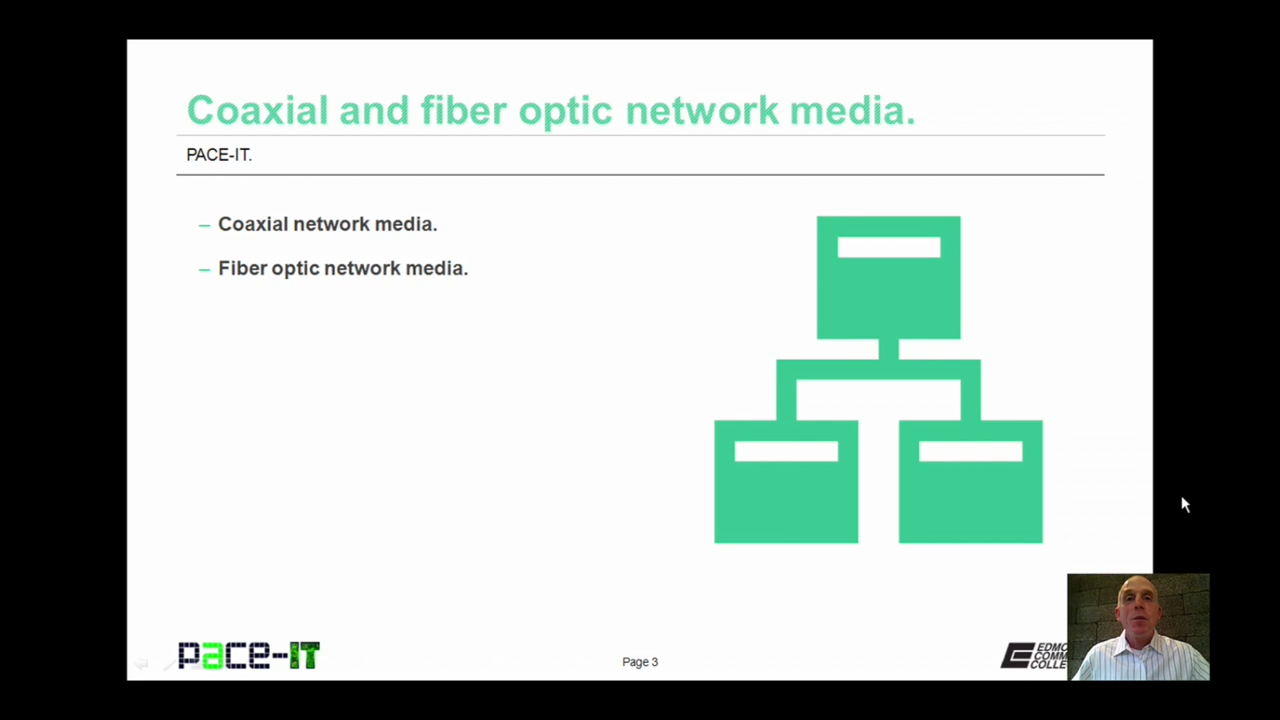 Coaxial and fiber optic network media.
PACE-IT.
– Coaxial network media.
– Fiber optic network media.
pace-IT
Page 3